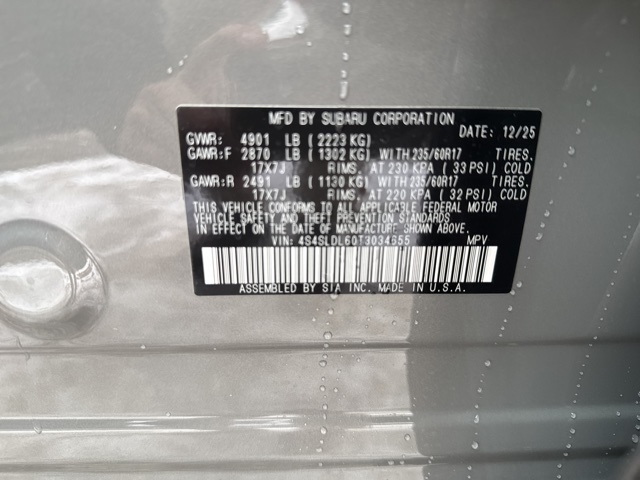 MFD BY SUBARU CORPORATION
GVWR: 4901 LB ( 2223 KG) DATE: 12/25
GAWR:F 2870 LB ( 1302 KG) WITH 235/60R17 TIRES.
17X7J RIMS. AT 230 KPA ( 33 PSI) COLD
GAWR:R 2491 LB ( 1130 KG) WITH 235/60R17 TIRES.
17X7J RIMS. AT 220 KPA ( 32 PSI) COLD
THIS VEHICLE CONFORMS TO ALL APPLICABLE FEDERAL MOTOR
VEHICLE SAFETY AND THEFT PREVENTION STANDARDS
IN EFFECT ON THE DATE OF MANUFACTURE SHOWN ABOVE.
VIN: 4S4SLDL60T3034655 MPV
ASSEMBLED BY SIA INC. MADE IN U.S.A.